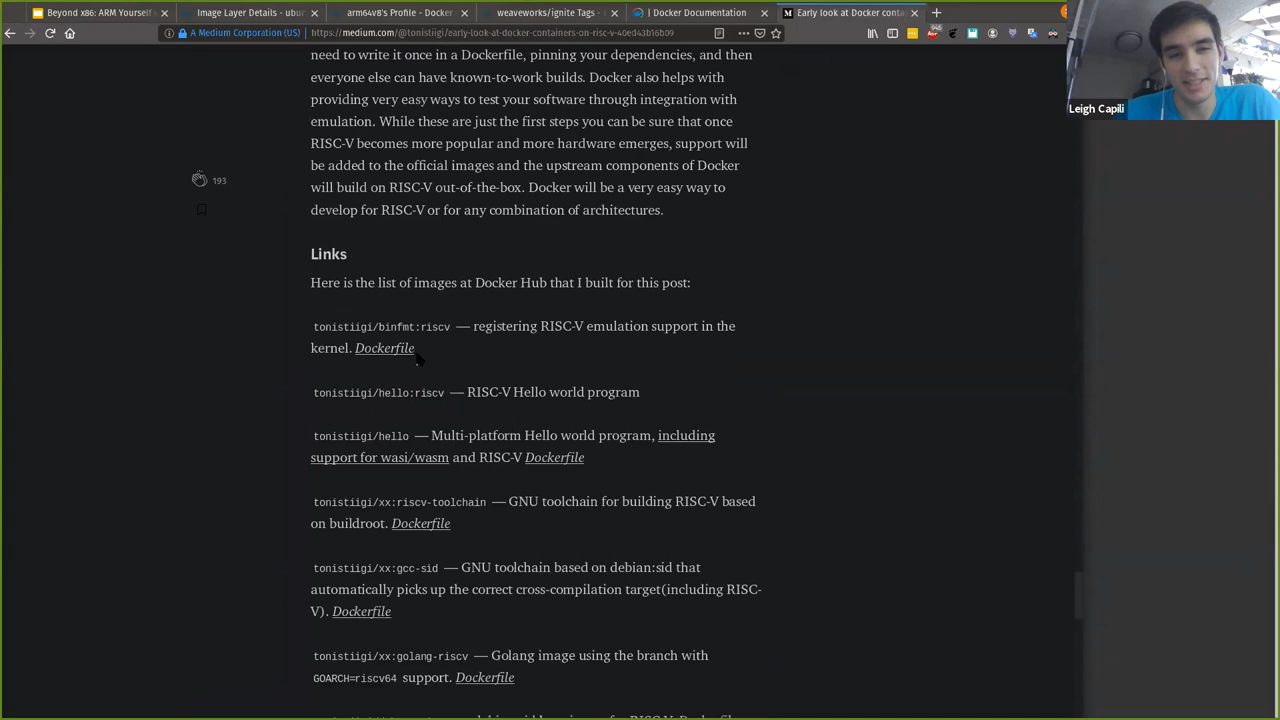 Beyond x86: ARM Yourself
Image Layer Details - ubun
arm64v8's Profile - Docker
weaveworks/ignite Tags -
| Docker Documentation
Early look at Docker conta
A Medium Corporation (US)
https://medium.com/@tonistiigi/early-look-at-docker-containers-on-risc-v-40ed43b16b09
Leigh Capili
need to write it once in a Dockerfile, pinning your dependencies, and then
everyone else can have known-to-work builds. Docker also helps with
providing very easy ways to test your software through integration with
emulation. While these are just the first steps you can be sure that once
RISC-V becomes more popular and more hardware emerges, support will
be added to the official images and the upstream components of Docker
will build on RISC-V out-of-the-box. Docker will be a very easy way to
develop for RISC-V or for any combination of architectures.
193
Links
Here is the list of images at Docker Hub that I built for this post:
tonistiigi/binfmt:riscv — registering RISC-V emulation support in the
kernel. Dockerfile
tonistiigi/hello:riscv — RISC-V Hello world program
tonistiigi/hello — Multi-platform Hello world program, including
support for wasi/wasm and RISC-V Dockerfile
tonistiigi/xx:riscv-toolchain — GNU toolchain for building RISC-V based
on buildroot. Dockerfile
tonistiigi/xx:gcc-sid — GNU toolchain based on debian:sid that
automatically picks up the correct cross-compilation target(including RISC-
V). Dockerfile
tonistiigi/xx:golang-riscv — Golang image using the branch with
GOARCH=riscv64 support. Dockerfile